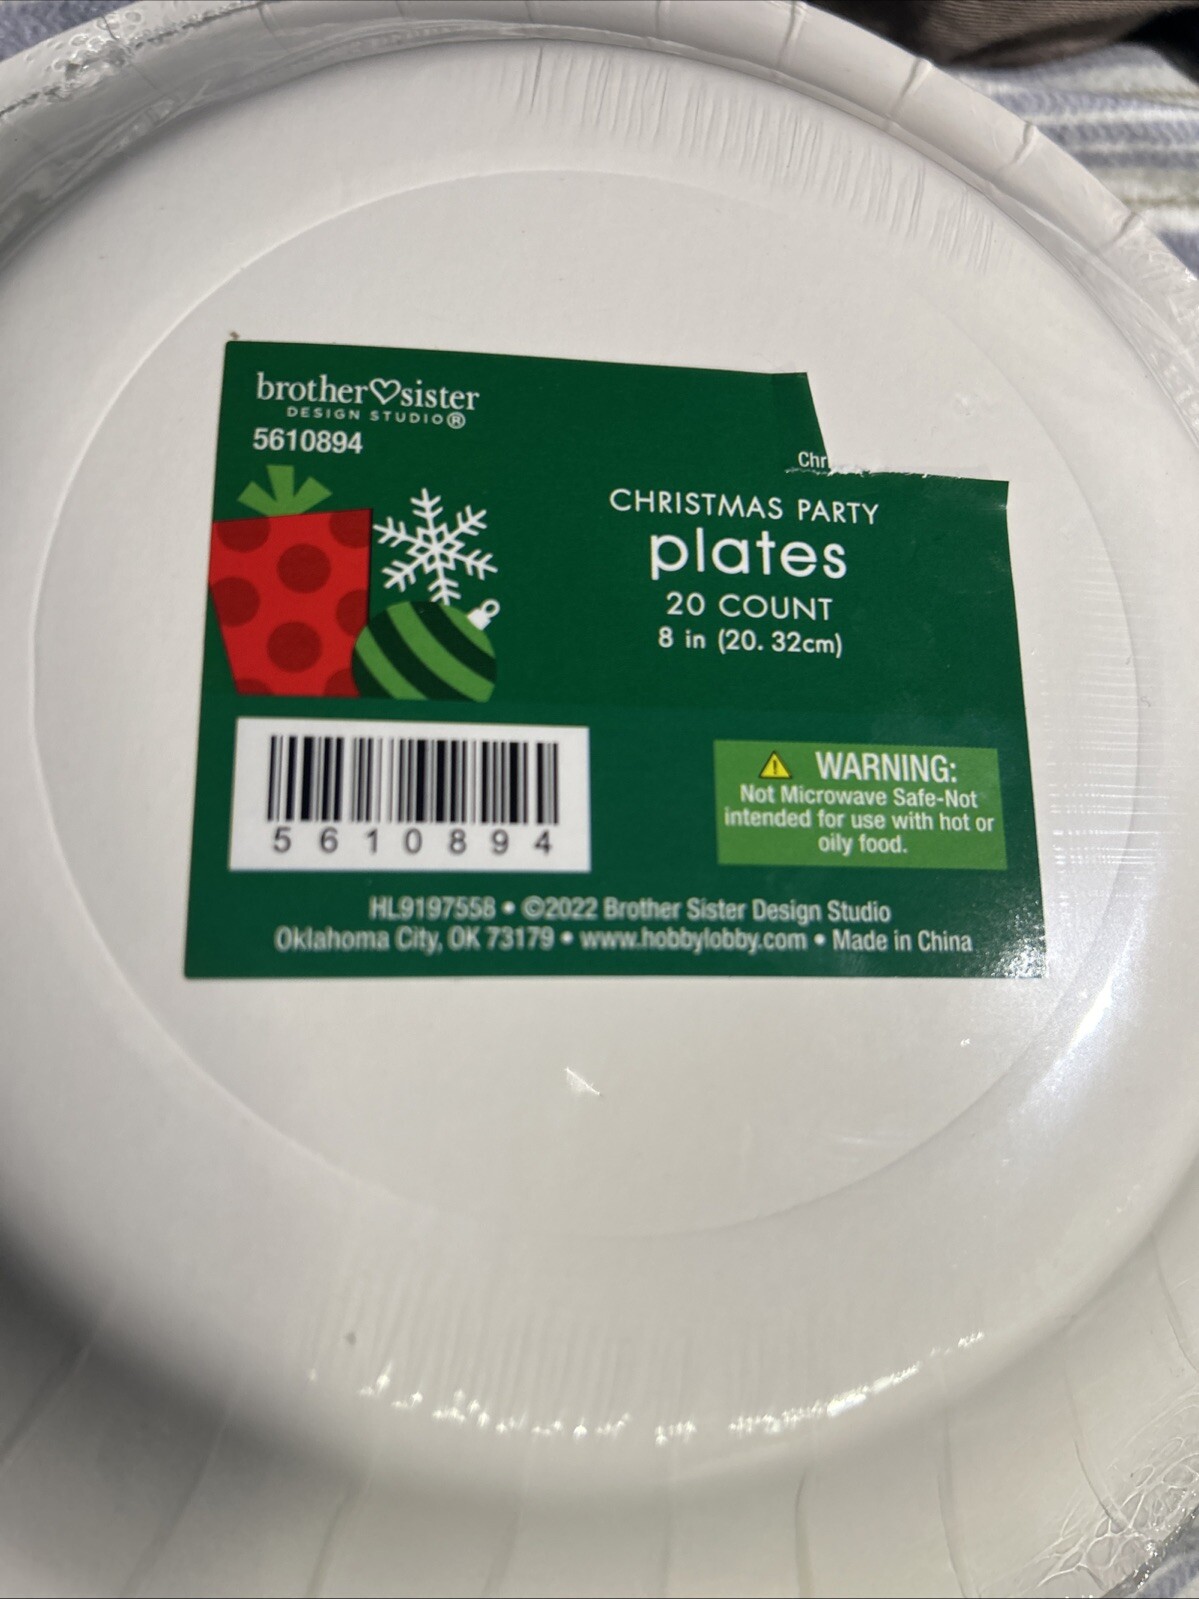 brother♡sister
DESIGN STUDIO®
5610894
Chr
CHRISTMAS PARTY
plates
20 COUNT
8 in (20. 32cm)
5 6 1 0 8 9 4
⚠ WARNING:
Not Microwave Safe-Not
intended for use with hot or
oily food.
HL9197558 • ©2022 Brother Sister Design Studio
Oklahoma City, OK 73179 • www.hobbylobby.com • Made in China